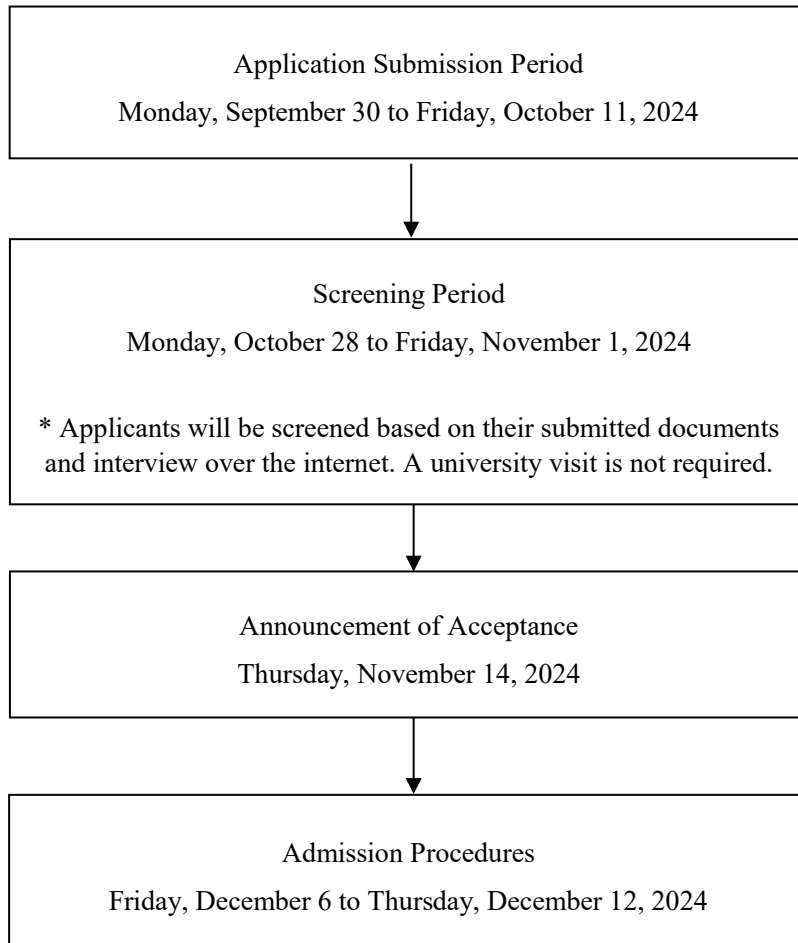 Application Submission Period
Monday, September 30 to Friday, October 11, 2024
Screening Period
Monday, October 28 to Friday, November 1, 2024
* Applicants will be screened based on their submitted documents
and interview over the internet. A university visit is not required.
Announcement of Acceptance
Thursday, November 14, 2024
Admission Procedures
Friday, December 6 to Thursday, December 12, 2024